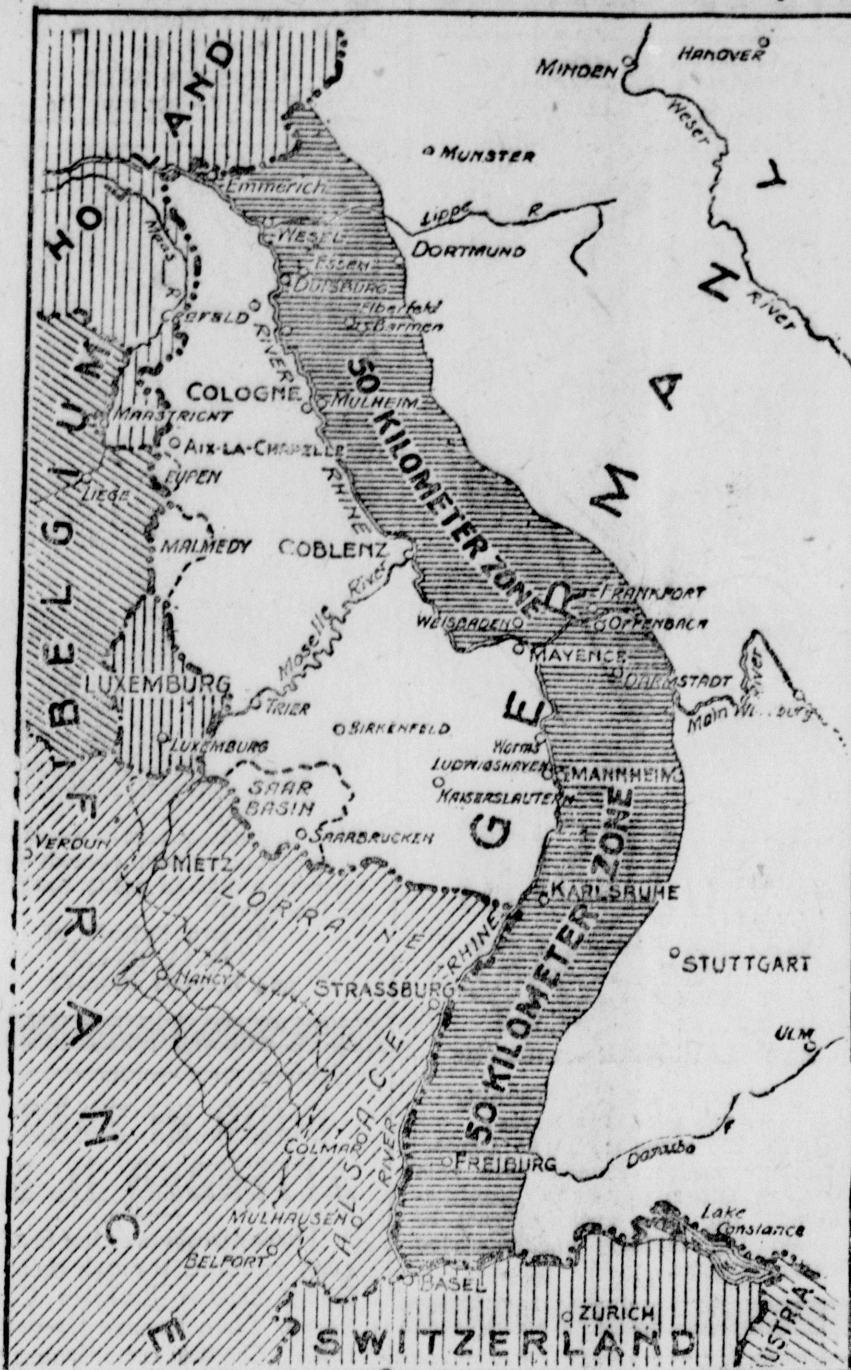 HOLLAND
MINDEN
HANOVER
Weser
River
MUNSTER
Emmerich
Lippe R
WESEL
DORTMUND
Maas
R
ESSEN
DUISBURG
Elberfeld
Barmen
REFELD
RIVER
COLOGNE
MULHEIM
50 KILOMETER ZONE
GERMANY
MAASTRICHT
AIX-LA-CHAPELLE
EUPEN
LIEGE
RHINE
BELGIUM
MALMEDY
COBLENZ
Moselle River
FRANKFORT
WEISBADEN
OFFENBACH
MAYENCE
LUXEMBURG
DARMSTADT
River
Main
TRIER
BIRKENFELD
Worms
LUXEMBURG
LUDWIGSHAVEN
MANNHEIM
KAISERSLAUTERN
SAAR
BASIN
SAARBRUCKEN
VERDUN
METZ
LORRAINE
KARLSRUHE
FRANCE
RHINE
NANCY
STRASSBURG
STUTTGART
50 KILOMETER ZONE
ULM
ALSACE
COLMAR
RIVER
FREIBURG
Danube R
MULHAUSEN
Lake
Constance
BELFORT
BASEL
ZURICH
SWITZERLAND